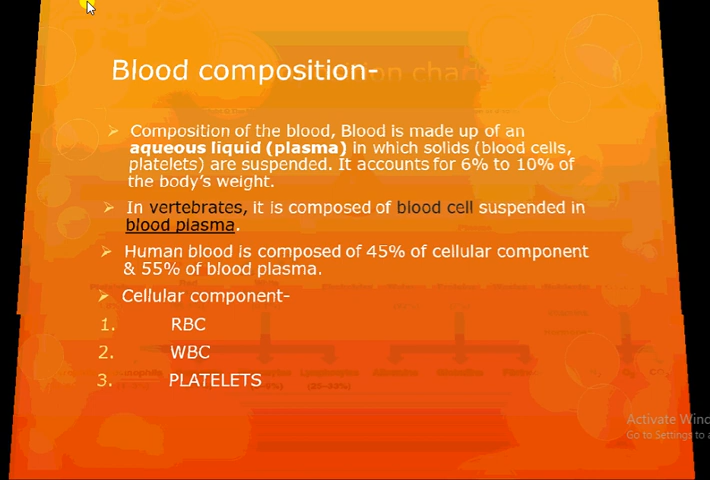 Blood composition-
Composition of the blood, Blood is made up of an
aqueous liquid (plasma) in which solids (blood cells,
platelets) are suspended. It accounts for 6% to 10% of
the body's weight.
In vertebrates, it is composed of blood cell suspended in
blood plasma.
Human blood is composed of 45% of cellular component
& 55% of blood plasma.
Cellular component-
1. RBC
2. WBC
3. PLATELETS
Activate Wind
Go to Settings to a